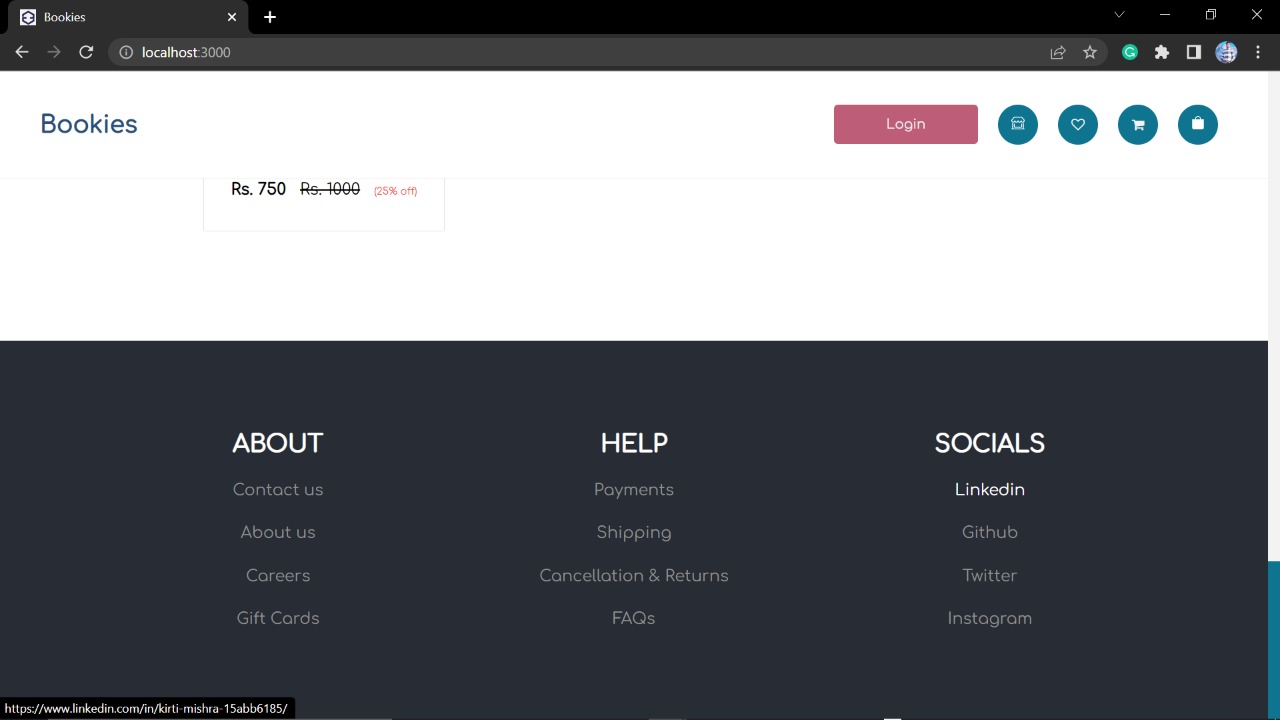 Bookies
localhost:3000
Bookies
Login
Rs. 750 Rs. 1000 (25% off)
ABOUT
Contact us
About us
Careers
Gift Cards
HELP
Payments
Shipping
Cancellation & Returns
FAQs
SOCIALS
Linkedin
Github
Twitter
Instagram
https://www.linkedin.com/in/kirti-mishra-15abb6185/